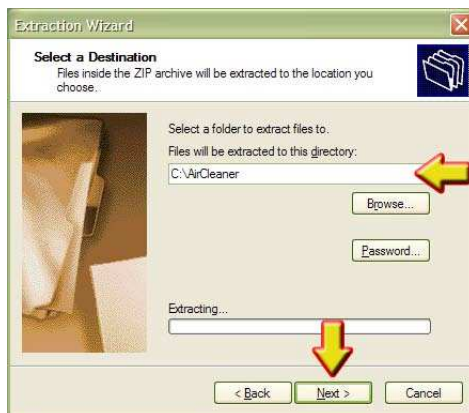 Extraction Wizard
Select a Destination
Files inside the ZIP archive will be extracted to the location you
choose.
Select a folder to extract files to.
Files will be extracted to this directory:
C:\AirCleaner
Browse...
Password...
Extracting...
< Back
Next >
Cancel